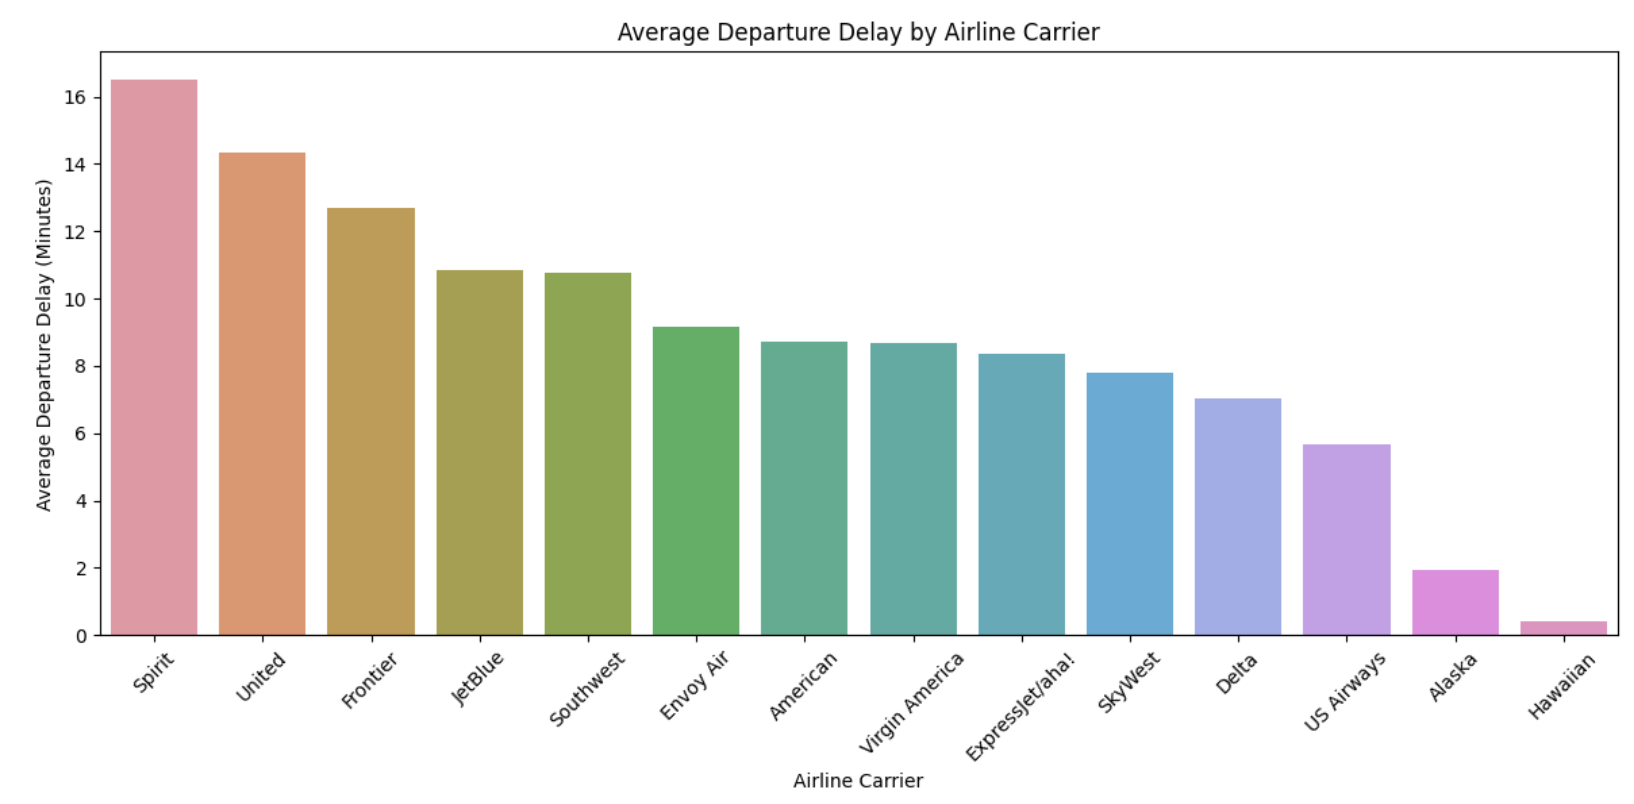 Average Departure Delay by Airline Carrier
Average Departure Delay (Minutes)
16
14
12
10
8
6
4
2
0
Spirit
United
Frontier
JetBlue
Southwest
Envoy Air
American
Virgin America
ExpressJet/aha!
SkyWest
Delta
US Airways
Alaska
Hawaiian
Airline Carrier